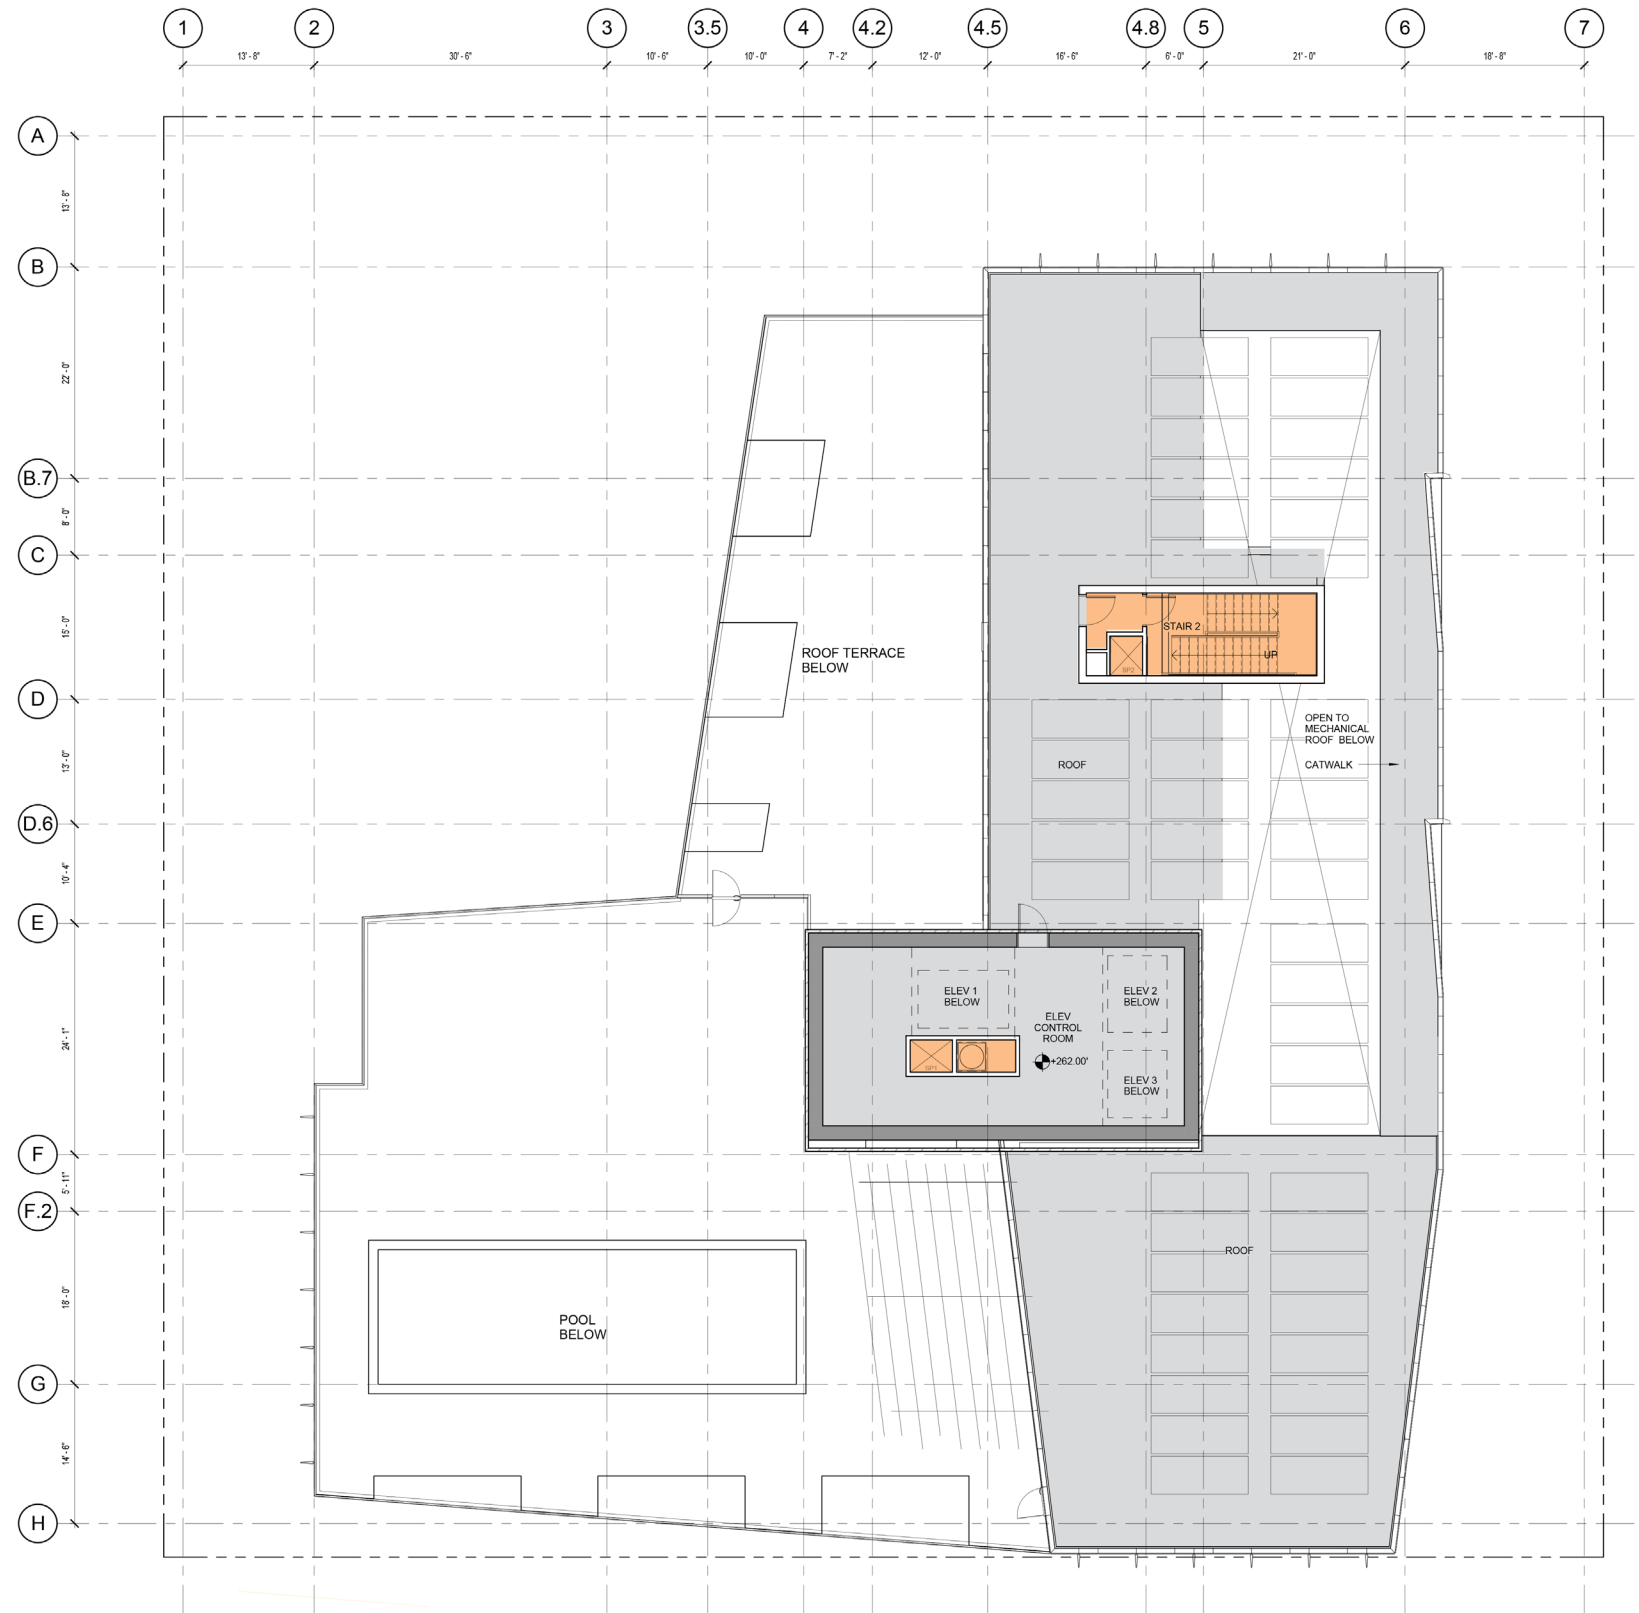 1 2 3 3.5 4 4.2 4.5 4.8 5 6 7
13' - 8" 30' - 6" 10' - 6" 10' - 0" 7' - 2" 12' - 0" 16' - 6" 6' - 0" 21' - 0" 18' - 8"
A
13' - 8"
B
22' - 0"
B.7
8' - 0"
C
15' - 0"
STAIR 2
UP
SP2
ROOF TERRACE
BELOW
D
OPEN TO
MECHANICAL
ROOF BELOW
13' - 0"
ROOF
CATWALK
D.6
10' - 4"
E
ELEV 1
BELOW
ELEV 2
BELOW
ELEV
CONTROL
ROOM
24' - 1"
+262.00'
SP1
ELEV 3
BELOW
F
5' - 11"
F.2
ROOF
18' - 0"
POOL
BELOW
G
14' - 6"
H